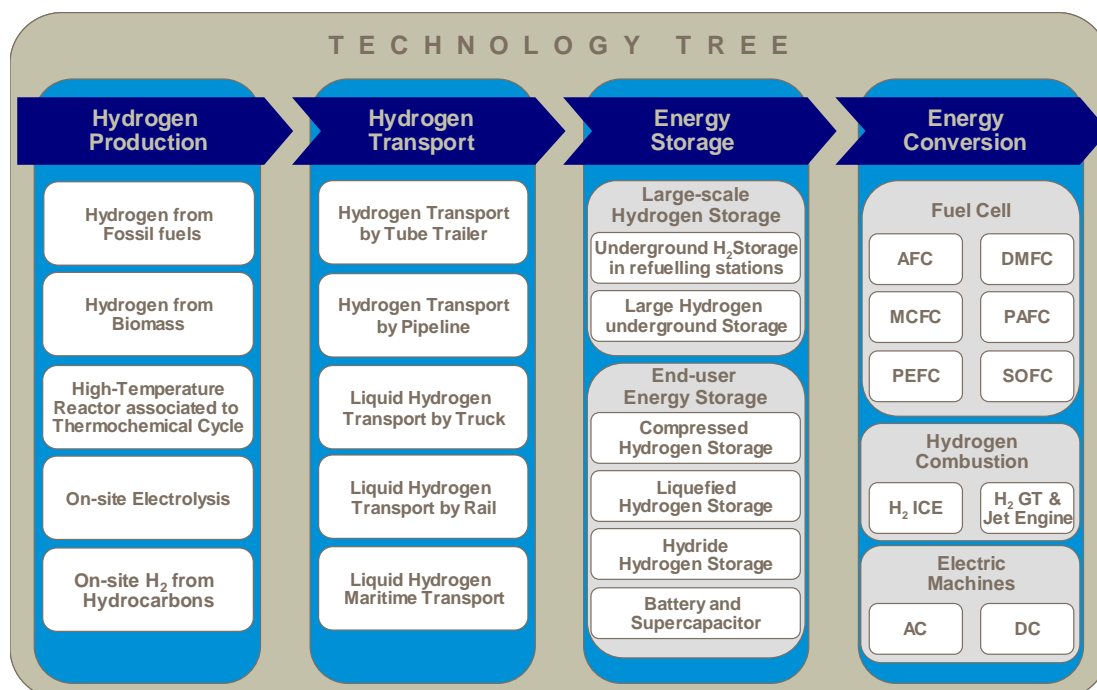 TECHNOLOGY TREE
Hydrogen
Production
Hydrogen from
Fossil fuels
Hydrogen from
Biomass
High-Temperature
Reactor associated to
Thermochemical Cycle
On-site Electrolysis
On-site H₂ from
Hydrocarbons
Hydrogen
Transport
Hydrogen Transport
by Tube Trailer
Hydrogen Transport
by Pipeline
Liquid Hydrogen
Transport by Truck
Liquid Hydrogen
Transport by Rail
Liquid Hydrogen
Maritime Transport
Energy
Storage
Large-scale
Hydrogen Storage
Underground H₂Storage
in refuelling stations
Large Hydrogen
underground Storage
End-user
Energy Storage
Compressed
Hydrogen Storage
Liquefied
Hydrogen Storage
Hydride
Hydrogen Storage
Battery and
Supercapacitor
Energy
Conversion
Fuel Cell
AFC
DMFC
MCFC
PAFC
PEFC
SOFC
Hydrogen
Combustion
H₂ ICE
H₂ GT &
Jet Engine
Electric
Machines
AC
DC